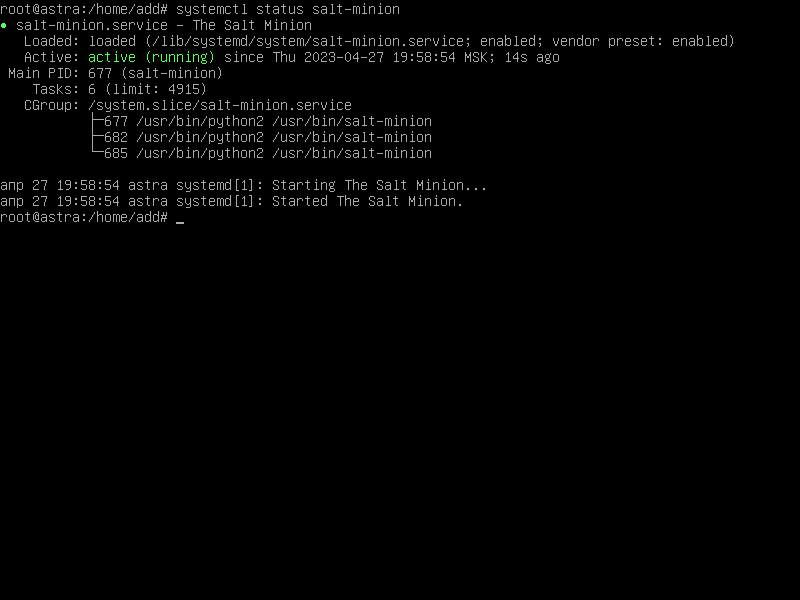 root@astra:/home/add# systemctl status salt-minion
● salt-minion.service - The Salt Minion
   Loaded: loaded (/lib/systemd/system/salt-minion.service; enabled; vendor preset: enabled)
   Active: active (running) since Thu 2023-04-27 19:58:54 MSK; 14s ago
 Main PID: 677 (salt-minion)
    Tasks: 6 (limit: 4915)
   CGroup: /system.slice/salt-minion.service
           ├─677 /usr/bin/python2 /usr/bin/salt-minion
           ├─682 /usr/bin/python2 /usr/bin/salt-minion
           └─685 /usr/bin/python2 /usr/bin/salt-minion
апр 27 19:58:54 astra systemd[1]: Starting The Salt Minion...
апр 27 19:58:54 astra systemd[1]: Started The Salt Minion.
root@astra:/home/add# _